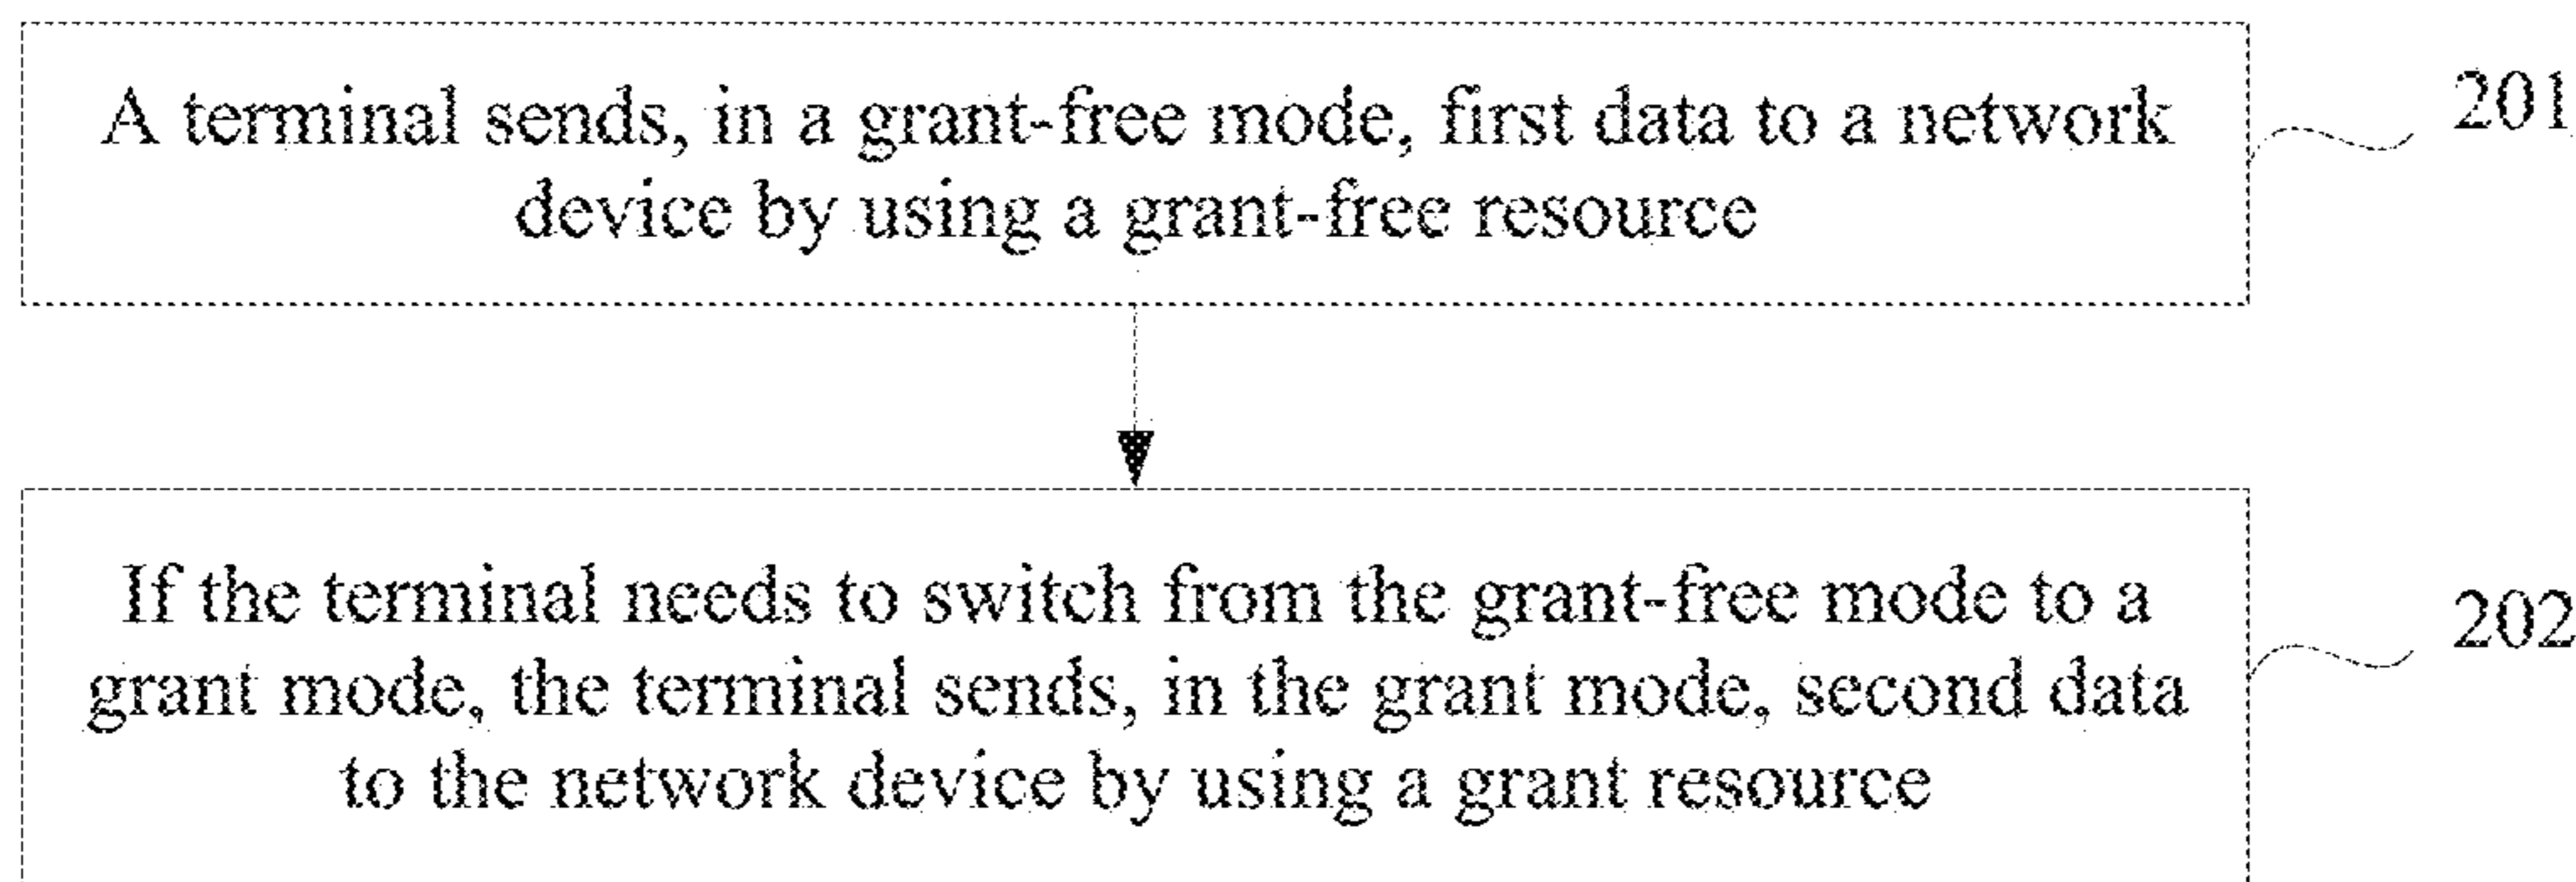 A terminal sends, in a grant-free mode, first data to a network
device by using a grant-free resource
201
If the terminal needs to switch from the grant-free mode to a
grant mode, the terminal sends, in the grant mode, second data
to the network device by using a grant resource
202